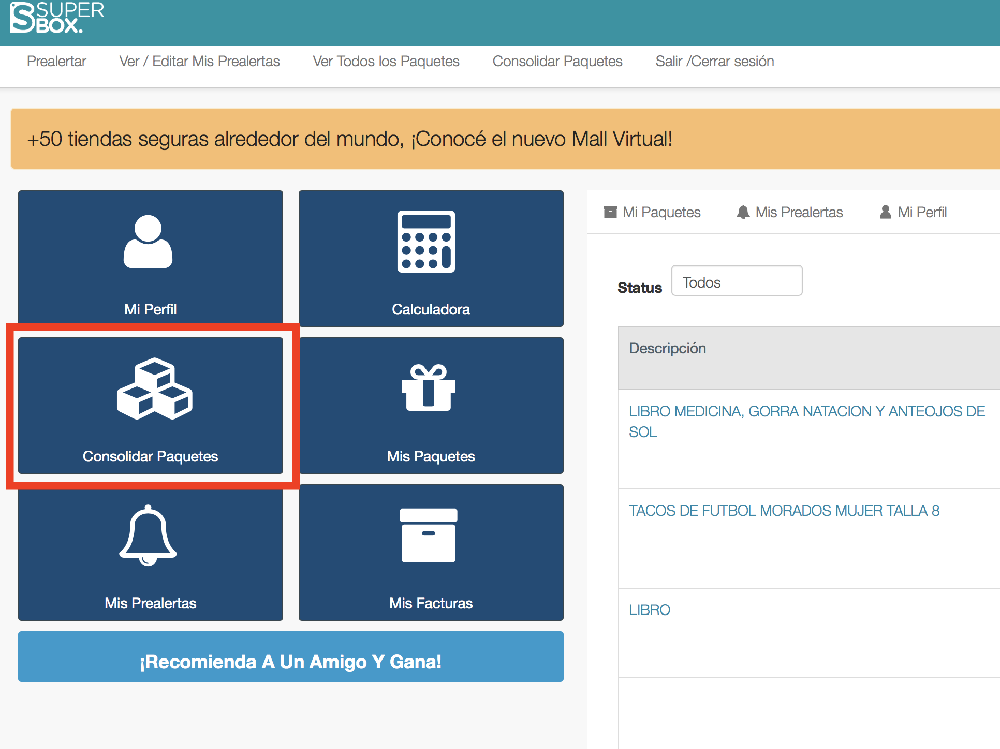 SUPER
BOX.
Prealertar Ver / Editar Mis Prealertas Ver Todos los Paquetes Consolidar Paquetes Salir /Cerrar sesión
+50 tiendas seguras alrededor del mundo, ¡Conocé el nuevo Mall Virtual!
Mi Perfil
Calculadora
Consolidar Paquetes
Mis Paquetes
Mis Prealertas
Mis Facturas
¡Recomienda A Un Amigo Y Gana!
Mi Paquetes Mis Prealertas Mi Perfil
Status Todos
Descripción
LIBRO MEDICINA, GORRA NATACION Y ANTEOJOS DE
SOL
TACOS DE FUTBOL MORADOS MUJER TALLA 8
LIBRO